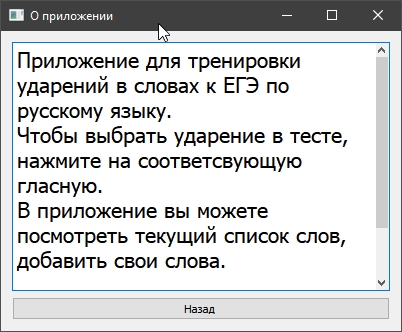 О приложении
Приложение для тренировки
ударений в словах к ЕГЭ по
русскому языку.
Чтобы выбрать ударение в тесте,
нажмите на соответсвующую
гласную.
В приложение вы можете
посмотреть текущий список слов,
добавить свои слова.
Назад